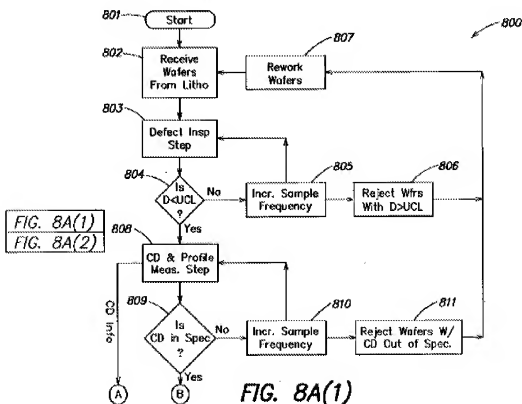 801
Start
800
802
Receive
Wafers
From Litho
807
Rework
Wafers
803
Defect Insp
Step
804
Is
D<UCL
?
No
Yes
805
Incr. Sample
Frequency
806
Reject Wfrs
With D>UCL
FIG. 8A(1)
FIG. 8A(2)
808
CD & Profile
Meas. Step
CD info
809
Is
CD in Spec
?
No
Yes
810
Incr. Sample
Frequency
811
Reject Wafers W/
CD Out of Spec.
A
B
FIG. 8A(1)